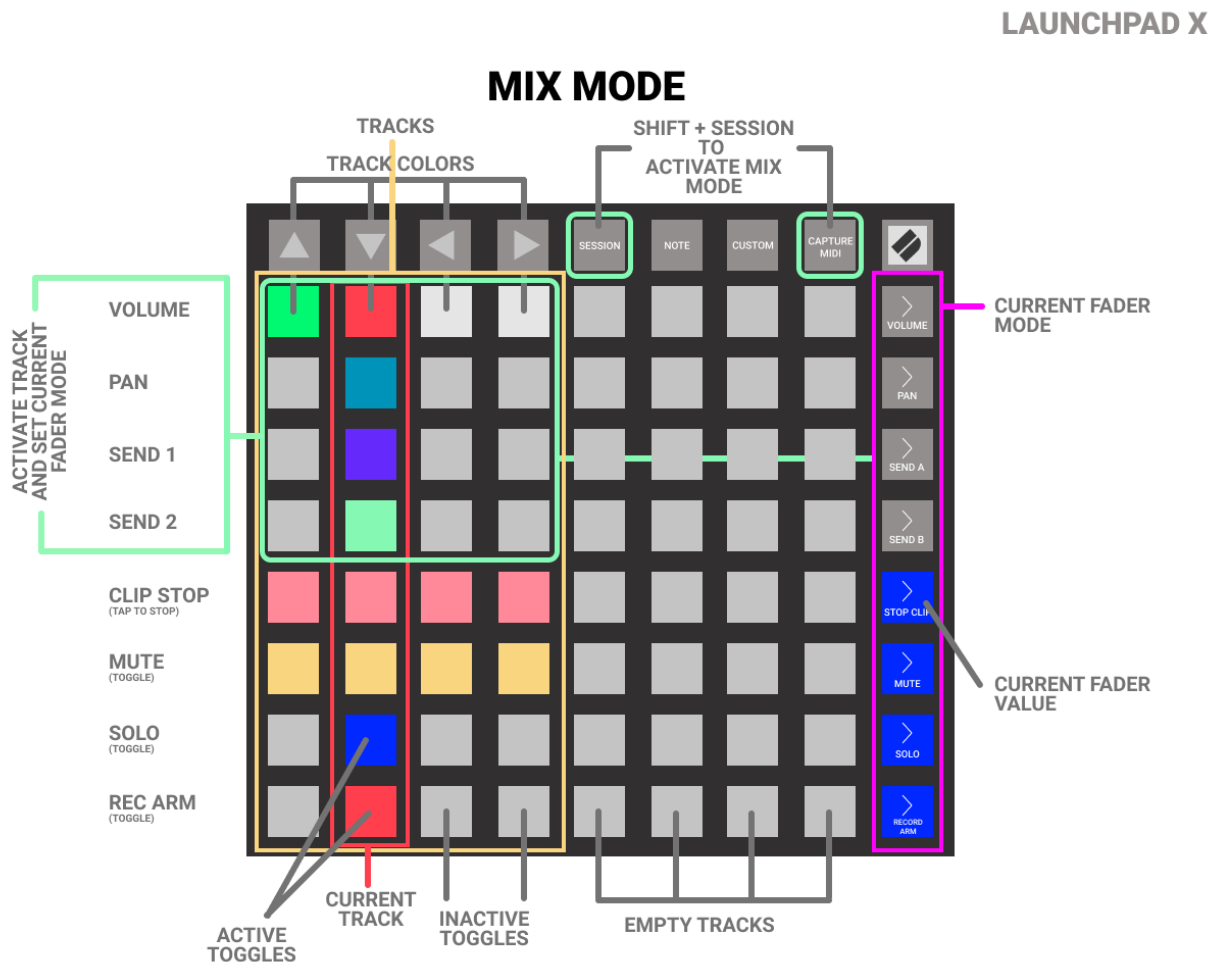 LAUNCHPAD X
MIX MODE
TRACKS
TRACK COLORS
SHIFT + SESSION
TO
ACTIVATE MIX
MODE
SESSION
NOTE
CUSTOM
CAPTURE
MIDI
ACTIVATE TRACK
AND SET CURRENT
FADER MODE
VOLUME
PAN
SEND 1
SEND 2
CLIP STOP
(TAP TO STOP)
MUTE
(TOGGLE)
SOLO
(TOGGLE)
REC ARM
(TOGGLE)
VOLUME
PAN
SEND A
SEND B
STOP CLIP
MUTE
SOLO
RECORD
ARM
CURRENT FADER
MODE
CURRENT FADER
VALUE
ACTIVE
TOGGLES
CURRENT
TRACK
INACTIVE
TOGGLES
EMPTY TRACKS